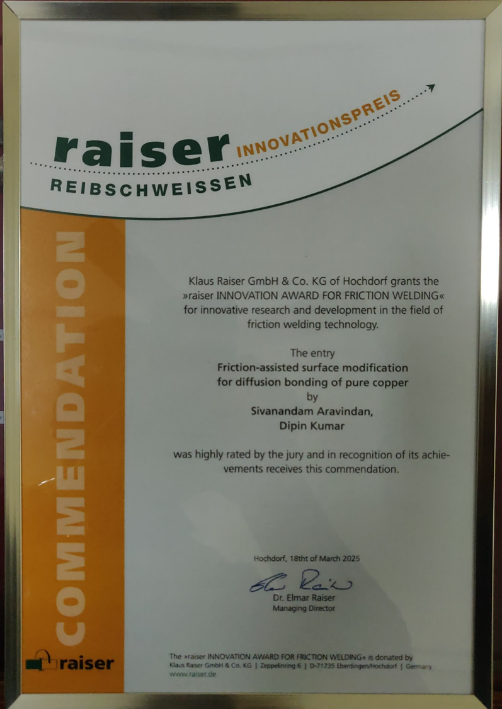 raiser INNOVATIONSPREIS
REIBSCHWEISSEN
COMMENDATION
Klaus Raiser GmbH & Co. KG of Hochdorf grants the
»raiser INNOVATION AWARD FOR FRICTION WELDING«
for innovative research and development in the field of
friction welding technology.
The entry
Friction-assisted surface modification
for diffusion bonding of pure copper
by
Sivanandam Aravindan,
Dipin Kumar
was highly rated by the jury and in recognition of its achie-
vements receives this commendation.
Hochdorf, 18tht of March 2025
Dr. Elmar Raiser
Managing Director
raiser
The »raiser INNOVATION AWARD FOR FRICTION WELDING« is donated by
Klaus Raiser GmbH & Co. KG | Zeppelinring 6 | D-71735 Eberdingen/Hochdorf | Germany
www.raiser.de